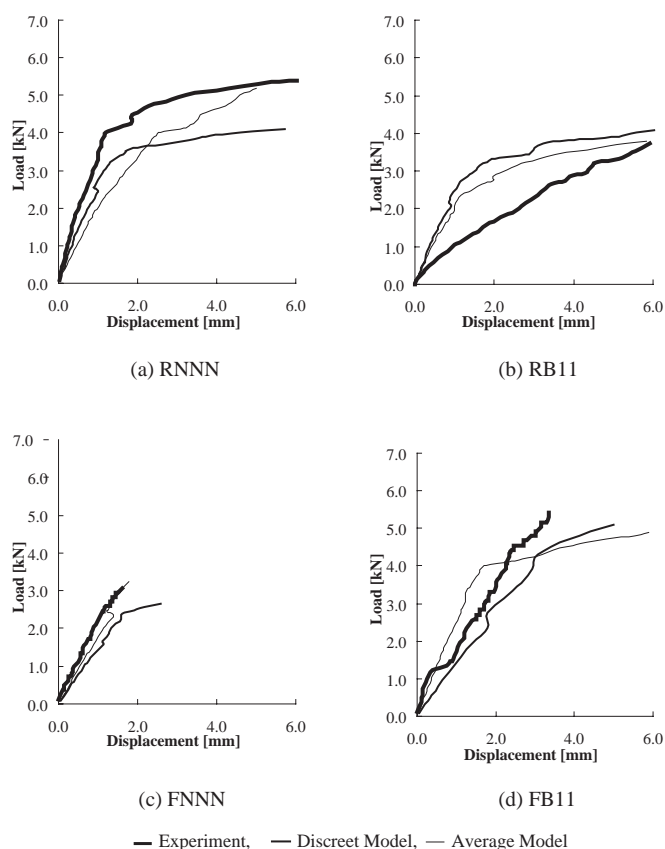 7.0
6.0
5.0
4.0
3.0
2.0
1.0
0.0
Load [kN]
0.0 2.0 4.0 6.0
Displacement [mm]
(a) RNNN
7.0
6.0
5.0
4.0
3.0
2.0
1.0
0.0
Load [kN]
0.0 2.0 4.0 6.0
Displacement [mm]
(b) RB11
7.0
6.0
5.0
4.0
3.0
2.0
1.0
0.0
Load [kN]
0.0 2.0 4.0 6.0
Displacement [mm]
(c) FNNN
7.0
6.0
5.0
4.0
3.0
2.0
1.0
0.0
Load [kN]
0.0 2.0 4.0 6.0
Displacement [mm]
(d) FB11
Experiment, Discreet Model, Average Model